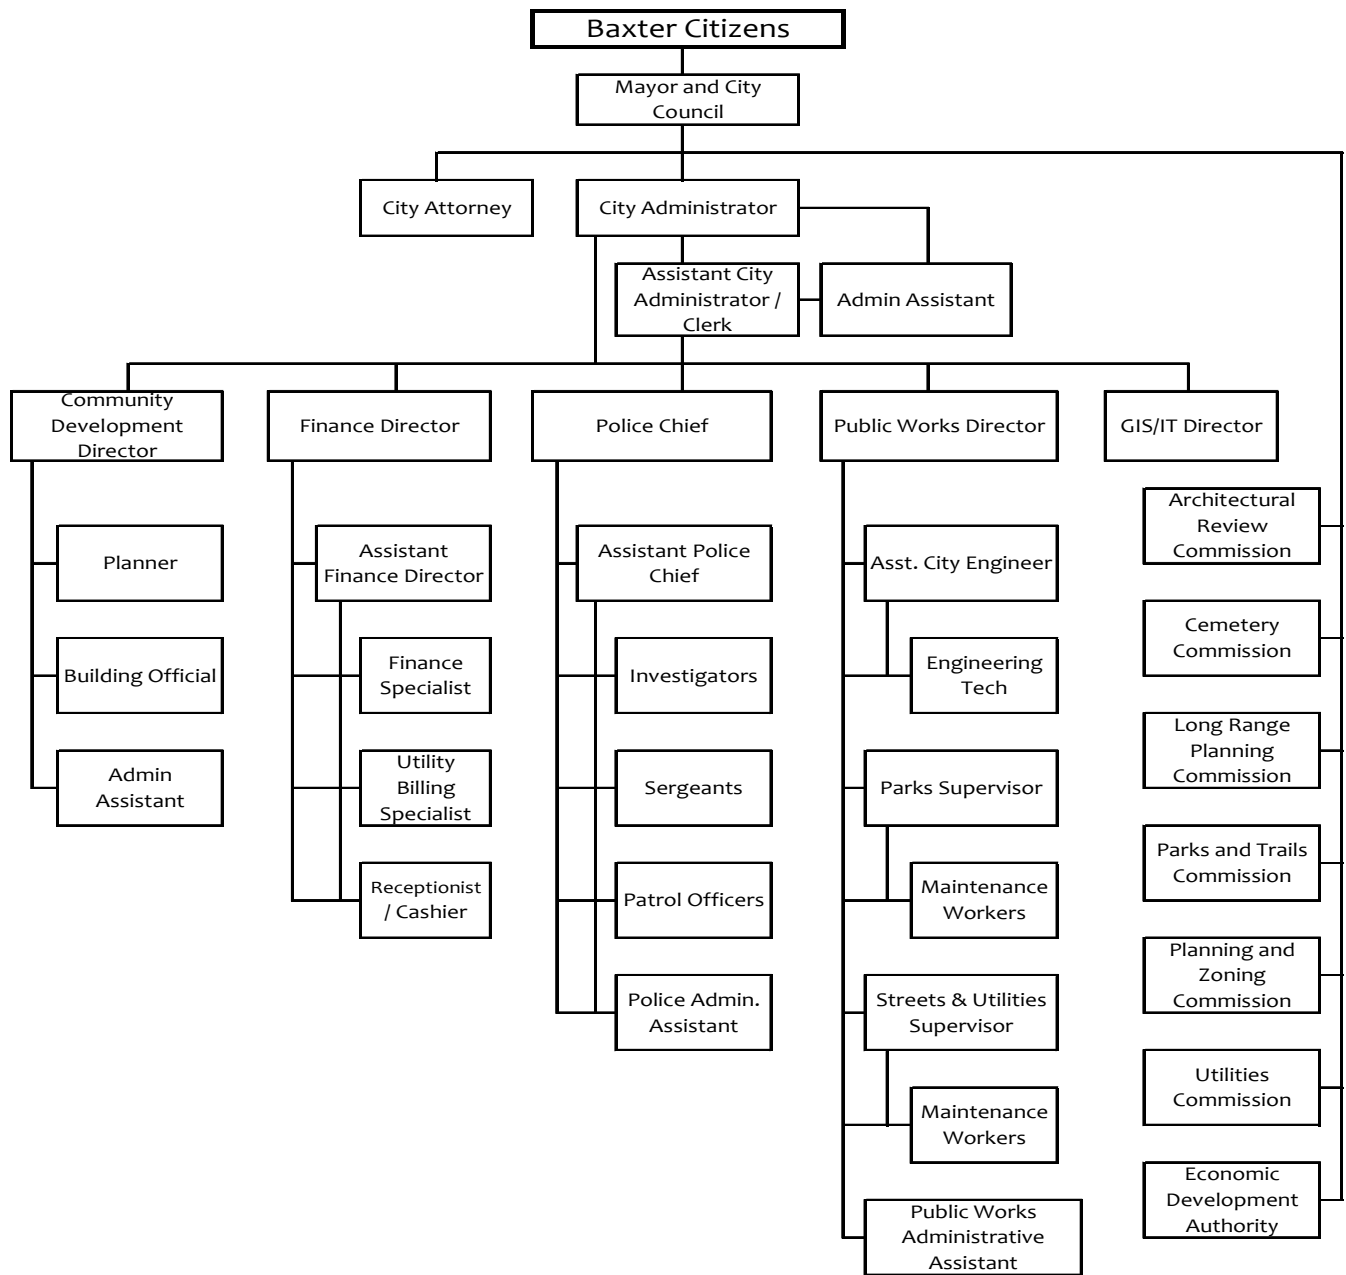 Baxter Citizens
Mayor and City
Council
City Attorney
City Administrator
Assistant City
Administrator /
Clerk
Admin Assistant
Community
Development
Director
Finance Director
Police Chief
Public Works Director
GIS/IT Director
Planner
Building Official
Admin
Assistant
Assistant
Finance Director
Finance
Specialist
Utility
Billing
Specialist
Receptionist
/ Cashier
Assistant Police
Chief
Investigators
Sergeants
Patrol Officers
Police Admin.
Assistant
Asst. City Engineer
Engineering
Tech
Parks Supervisor
Maintenance
Workers
Streets & Utilities
Supervisor
Maintenance
Workers
Public Works
Administrative
Assistant
Architectural
Review
Commission
Cemetery
Commission
Long Range
Planning
Commission
Parks and Trails
Commission
Planning and
Zoning
Commission
Utilities
Commission
Economic
Development
Authority